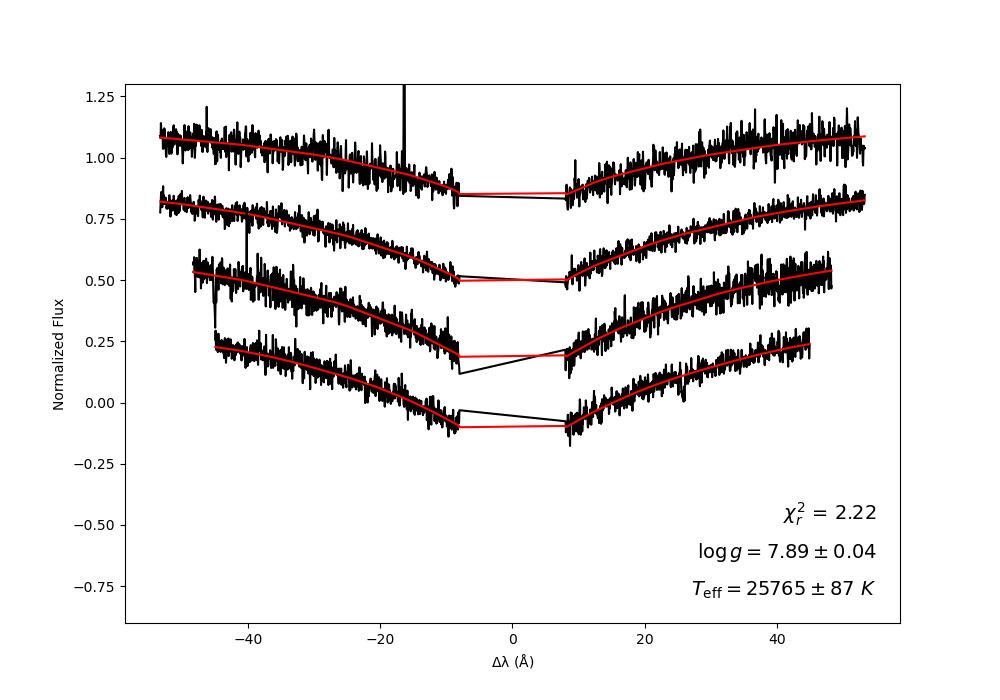 1.25
1.00
0.75
0.50
0.25
0.00
−0.25
−0.50
−0.75
Normalized Flux
χ²ᵣ = 2.22
log g = 7.89 ± 0.04
T_eff = 25765 ± 87 K
−40 −20 0 20 40
Δλ (Å)